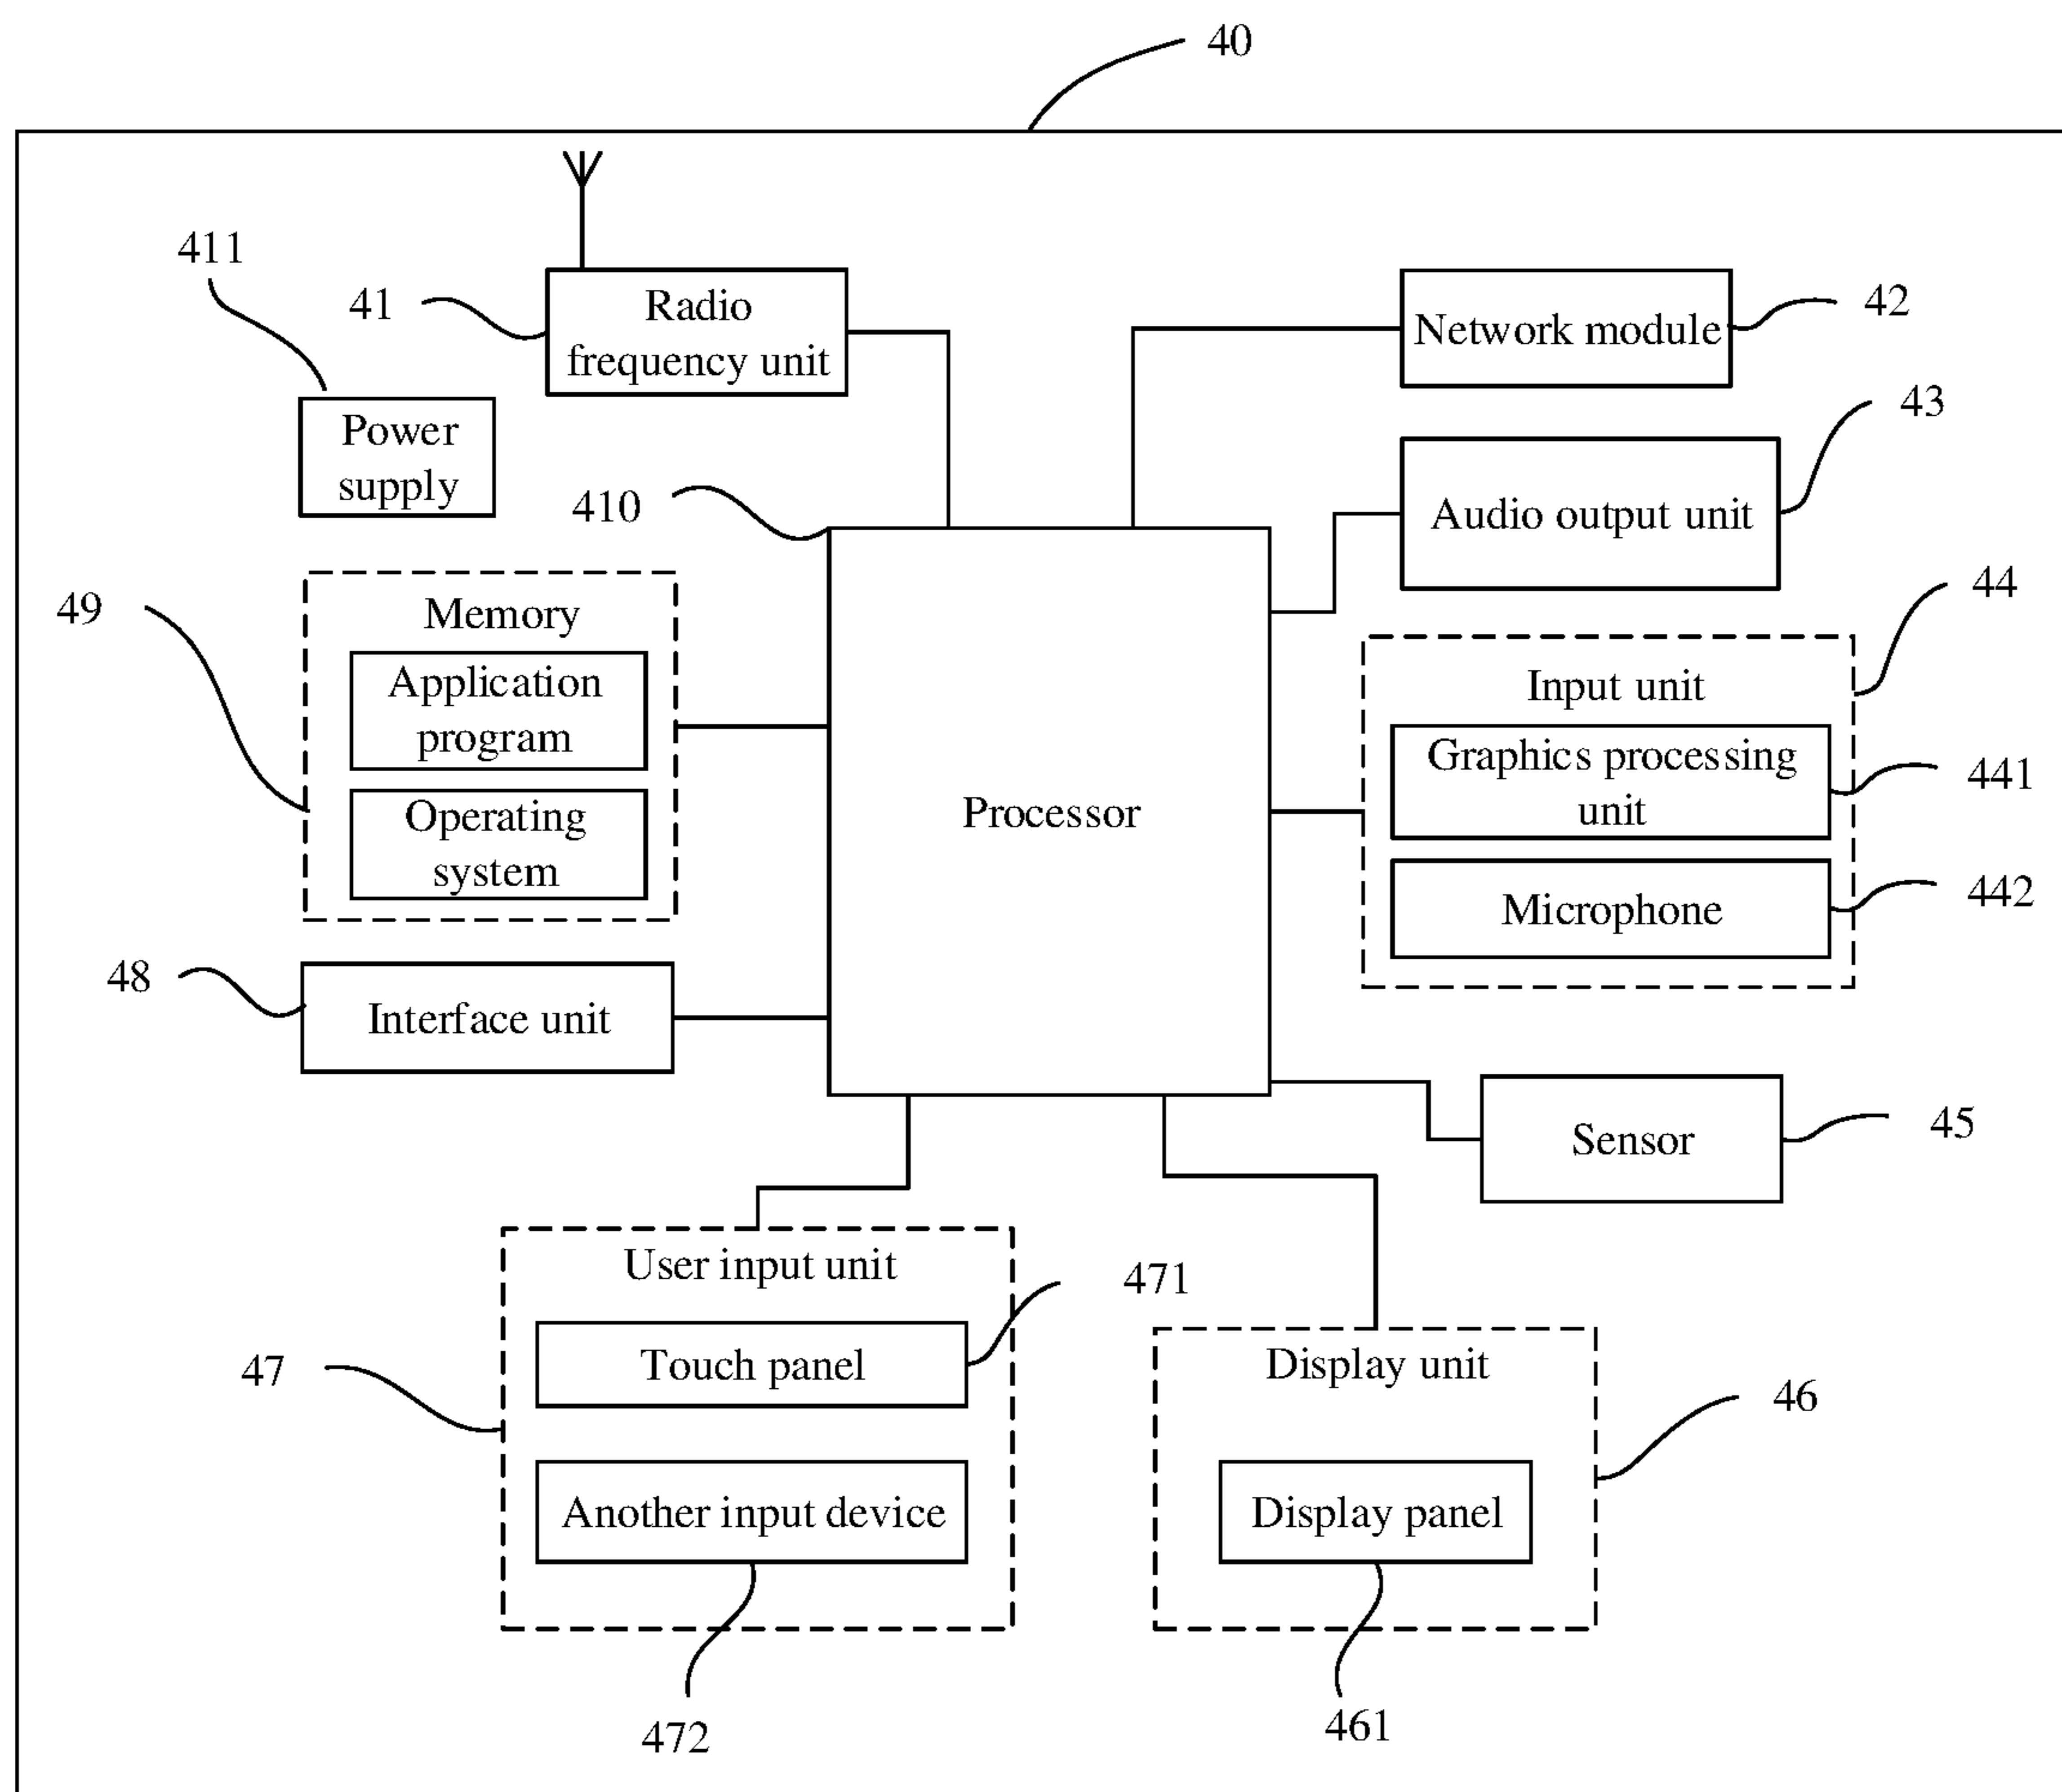 40
411
41
Radio
frequency unit
Network module
42
Power
supply
43
Audio output unit
410
49
Memory
Application
program
Operating
system
Processor
44
Input unit
Graphics processing
unit
441
Microphone
442
48
Interface unit
Sensor
45
User input unit
471
47
Touch panel
Another input device
472
Display unit
46
Display panel
461